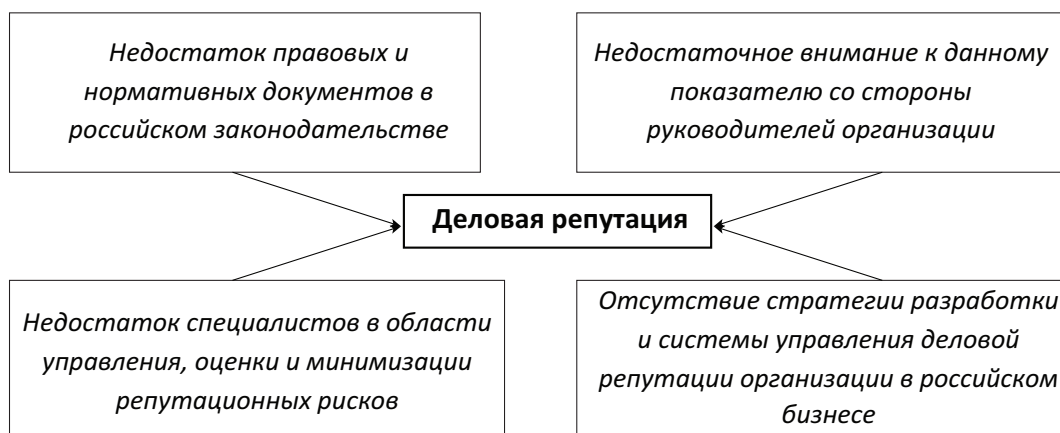 Недостаток правовых и
нормативных документов в
российском законодательстве
Недостаточное внимание к данному
показателю со стороны
руководителей организации
Деловая репутация
Недостаток специалистов в области
управления, оценки и минимизации
репутационных рисков
Отсутствие стратегии разработки
и системы управления деловой
репутации организации в российском
бизнесе